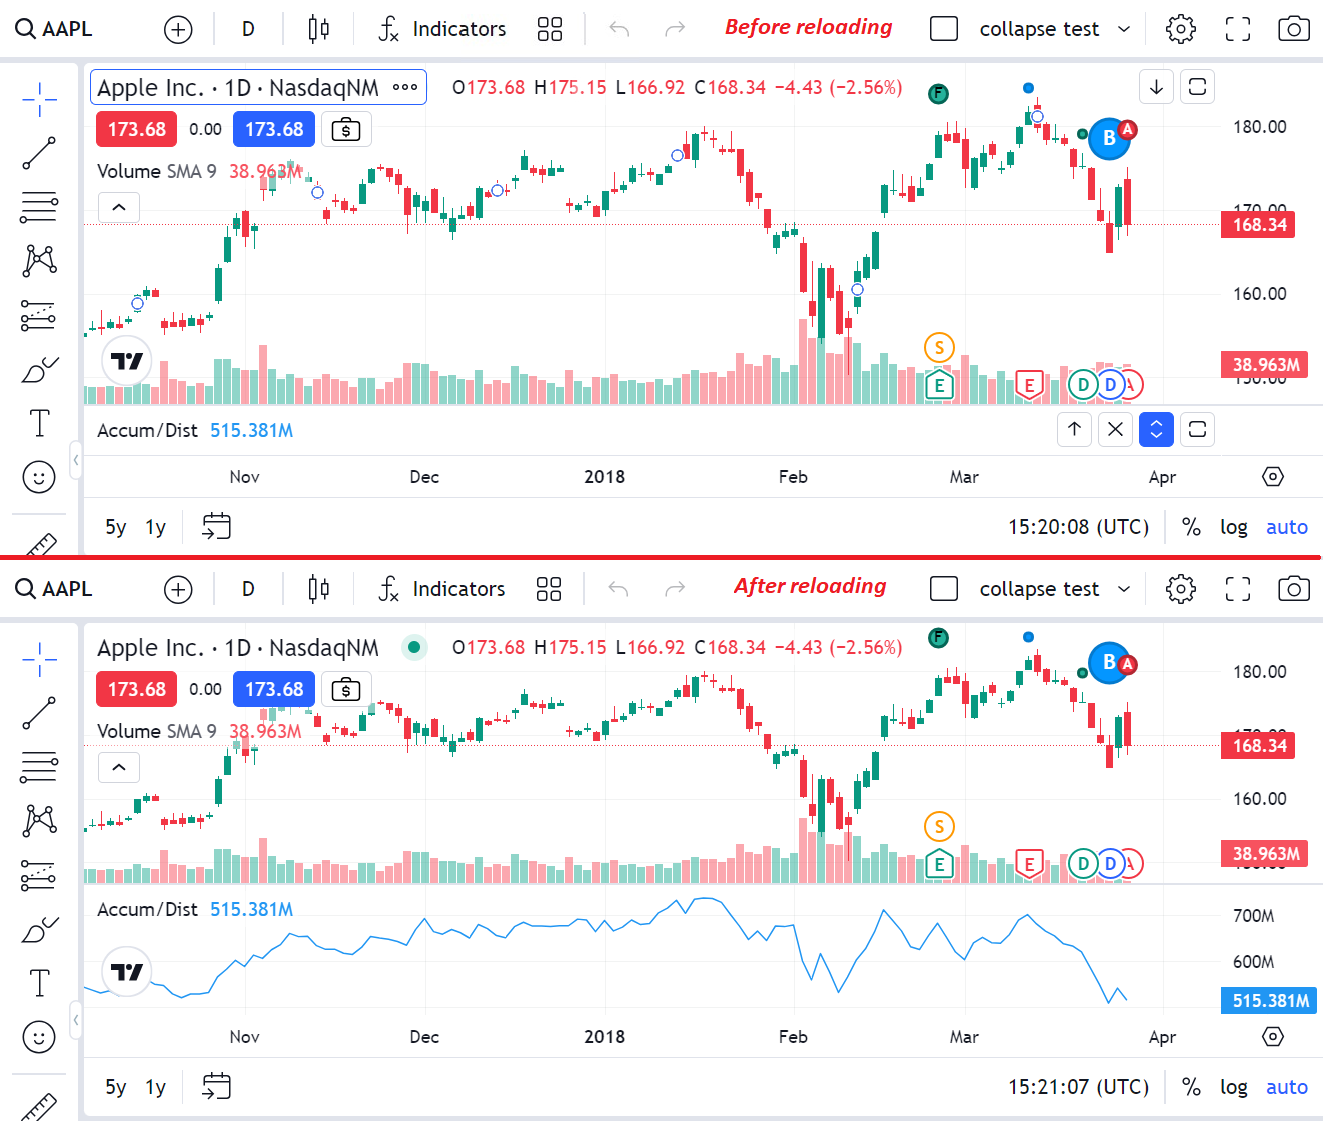 AAPL D Indicators Before reloading collapse test
Apple Inc. · 1D · NasdaqNM O173.68 H175.15 L166.92 C168.34 −4.43 (−2.56%)
F
173.68 0.00 173.68 $
B A
180.00
Volume SMA 9 38.963M
170.00
168.34
160.00
S
38.963M
E E D D A
Accum/Dist 515.381M
Nov Dec 2018 Feb Mar Apr
5y 1y 15:20:08 (UTC) % log auto
AAPL D Indicators After reloading collapse test
Apple Inc. · 1D · NasdaqNM O173.68 H175.15 L166.92 C168.34 −4.43 (−2.56%)
F
B A
180.00
173.68 0.00 173.68 $
Volume SMA 9 38.963M
168.34
160.00
S
38.963M
E E D D A
Accum/Dist 515.381M
700M
600M
515.381M
Nov Dec 2018 Feb Mar Apr
5y 1y 15:21:07 (UTC) % log auto